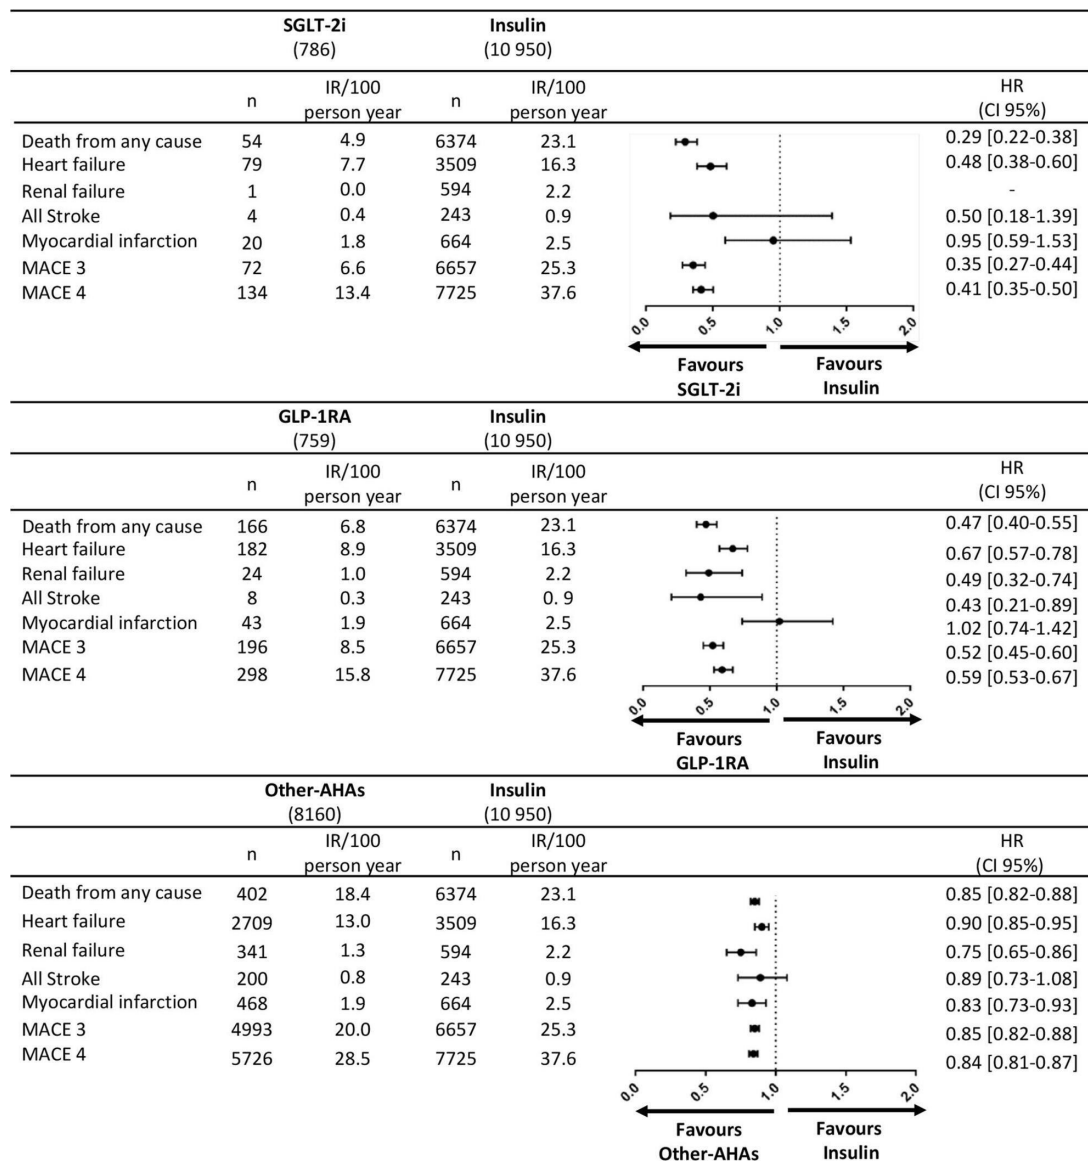 SGLT-2i Insulin
(786) (10 950)
IR/100 IR/100 HR
n person year n person year (CI 95%)
Death from any cause 54 4.9 6374 23.1 0.29 [0.22-0.38]
Heart failure 79 7.7 3509 16.3 0.48 [0.38-0.60]
Renal failure 1 0.0 594 2.2 -
All Stroke 4 0.4 243 0.9 0.50 [0.18-1.39]
Myocardial infarction 20 1.8 664 2.5 0.95 [0.59-1.53]
MACE 3 72 6.6 6657 25.3 0.35 [0.27-0.44]
MACE 4 134 13.4 7725 37.6 0.41 [0.35-0.50]
0.0 0.5 1.0 1.5 2.0
Favours Favours
SGLT-2i Insulin
GLP-1RA Insulin
(759) (10 950)
IR/100 IR/100 HR
n person year n person year (CI 95%)
Death from any cause 166 6.8 6374 23.1 0.47 [0.40-0.55]
Heart failure 182 8.9 3509 16.3 0.67 [0.57-0.78]
Renal failure 24 1.0 594 2.2 0.49 [0.32-0.74]
All Stroke 8 0.3 243 0. 9 0.43 [0.21-0.89]
Myocardial infarction 43 1.9 664 2.5 1.02 [0.74-1.42]
MACE 3 196 8.5 6657 25.3 0.52 [0.45-0.60]
MACE 4 298 15.8 7725 37.6 0.59 [0.53-0.67]
0.0 0.5 1.0 1.5 2.0
Favours Favours
GLP-1RA Insulin
Other-AHAs Insulin
(8160) (10 950)
IR/100 IR/100 HR
n person year n person year (CI 95%)
Death from any cause 402 18.4 6374 23.1 0.85 [0.82-0.88]
Heart failure 2709 13.0 3509 16.3 0.90 [0.85-0.95]
Renal failure 341 1.3 594 2.2 0.75 [0.65-0.86]
All Stroke 200 0.8 243 0.9 0.89 [0.73-1.08]
Myocardial infarction 468 1.9 664 2.5 0.83 [0.73-0.93]
MACE 3 4993 20.0 6657 25.3 0.85 [0.82-0.88]
MACE 4 5726 28.5 7725 37.6 0.84 [0.81-0.87]
0.0 0.5 1.0 1.5 2.0
Favours Favours
Other-AHAs Insulin